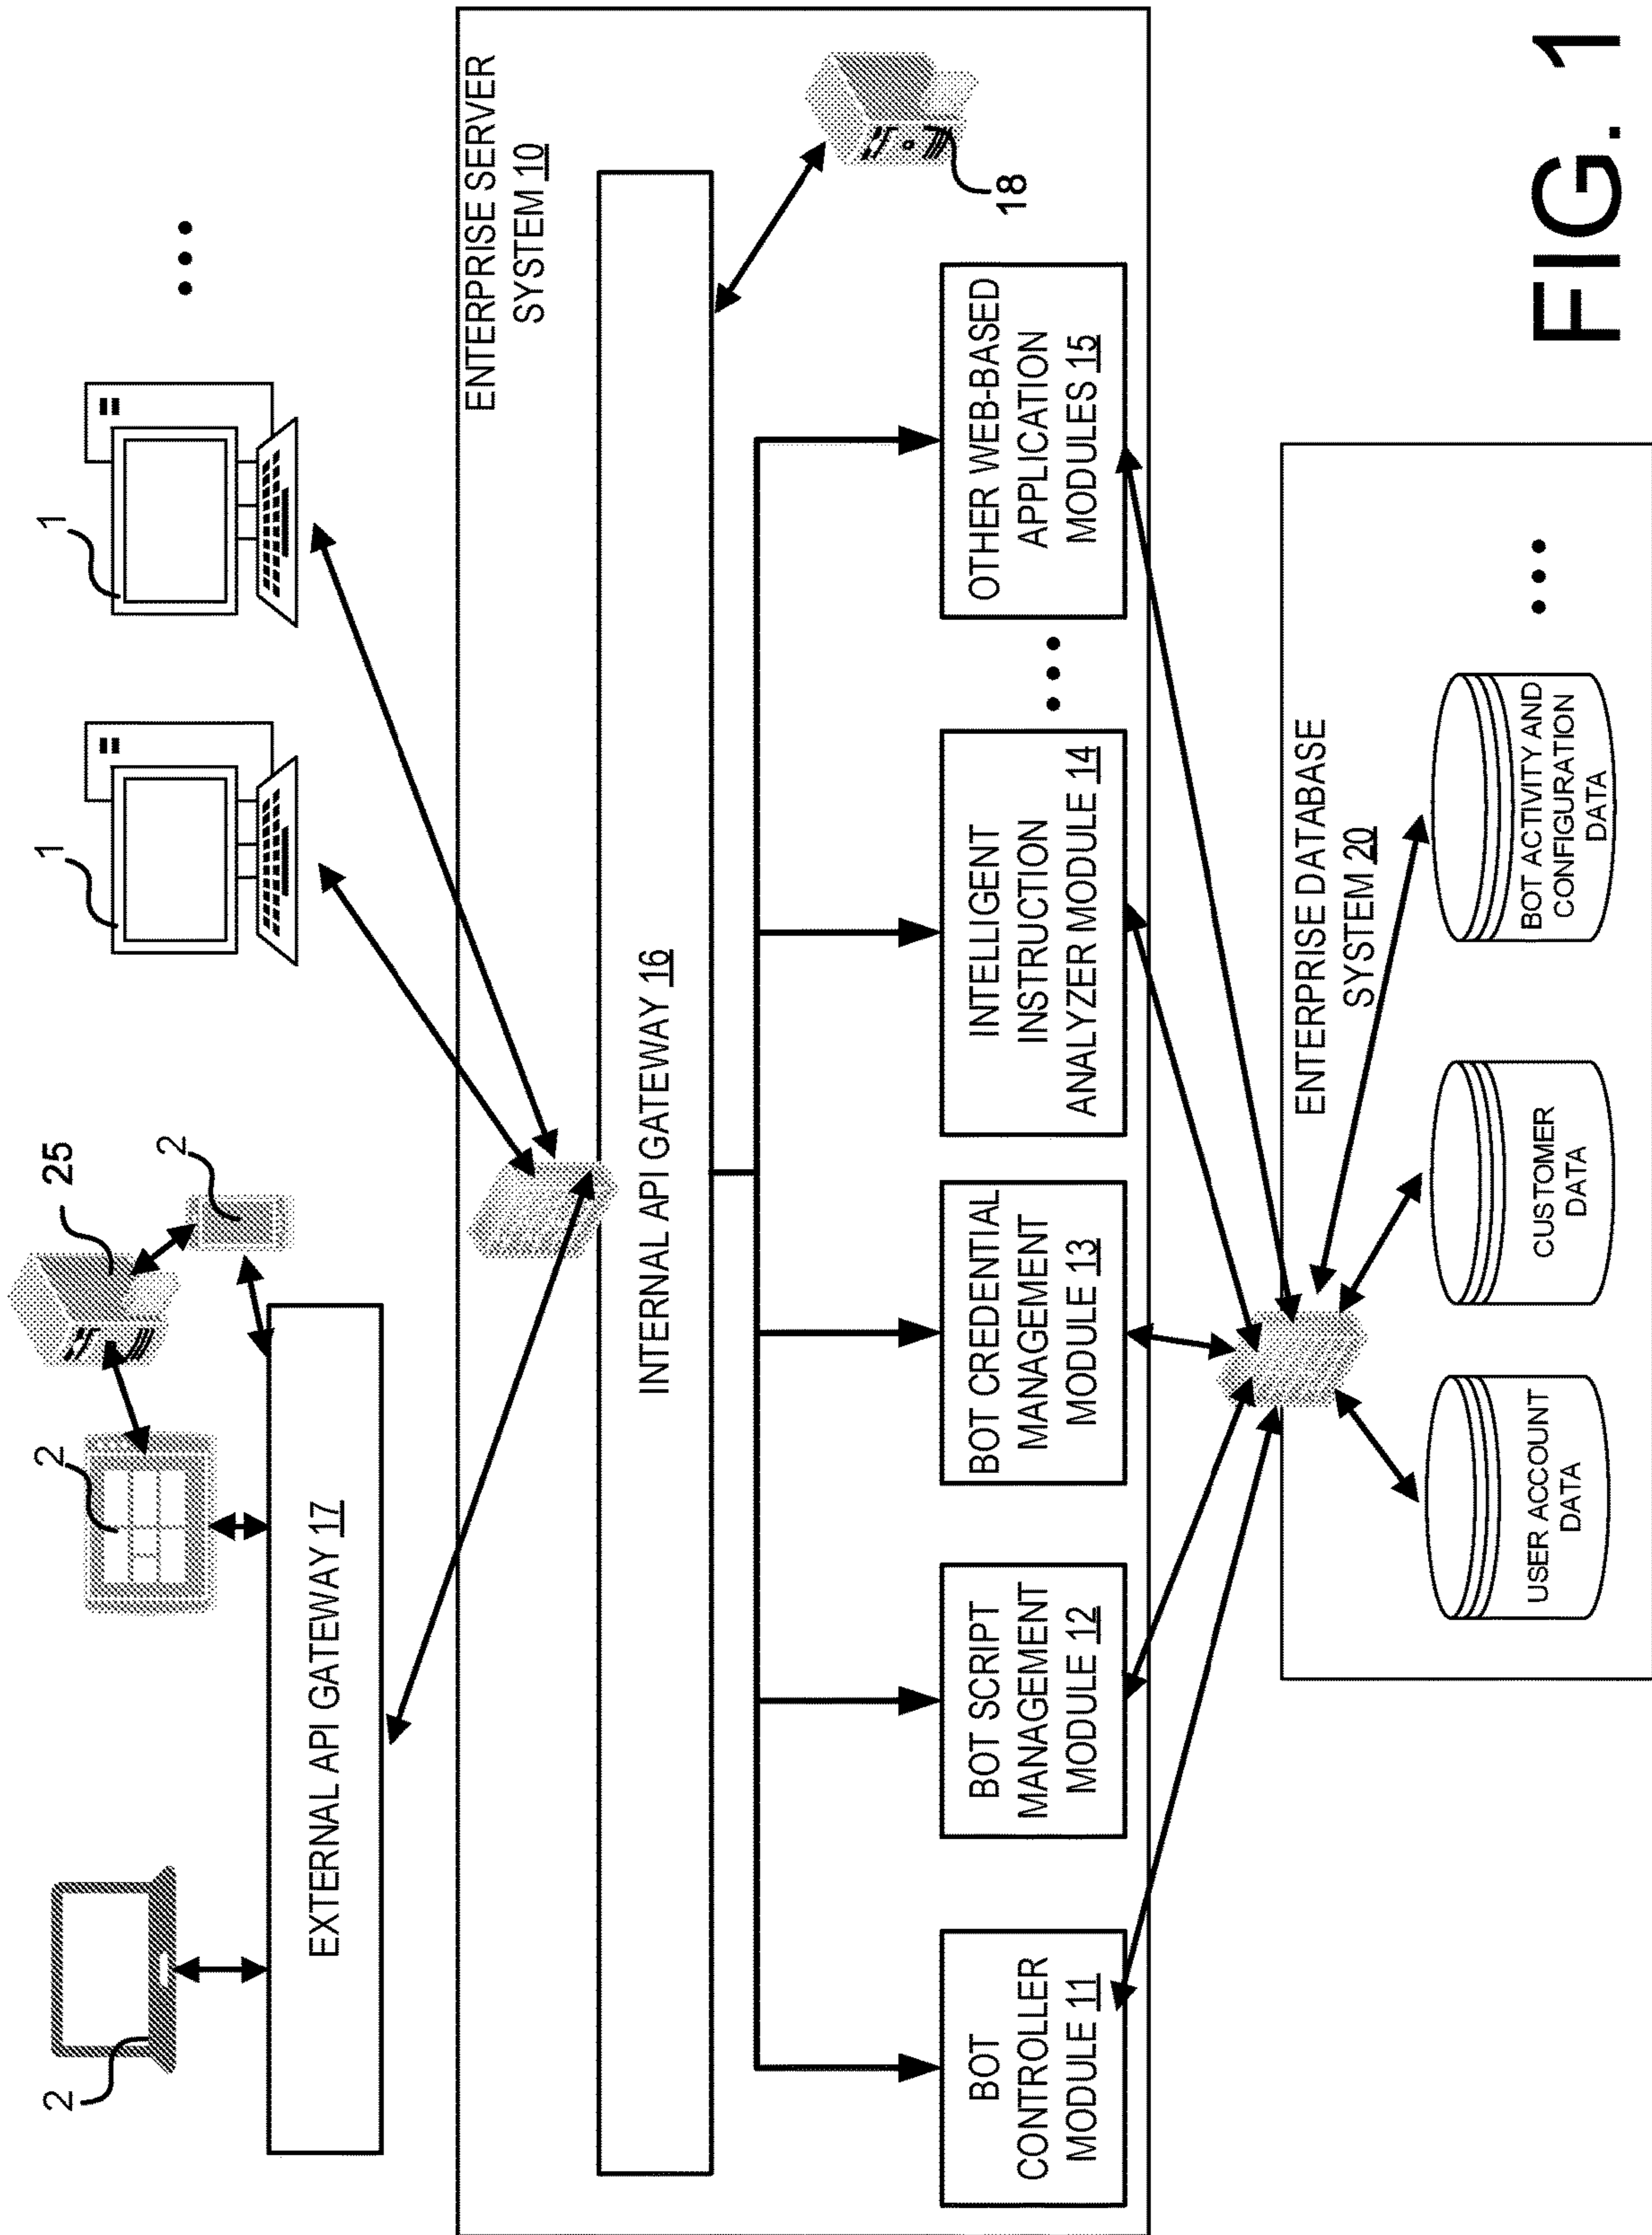 1
1
25
2
2
2
EXTERNAL API GATEWAY 17
ENTERPRISE SERVER
SYSTEM 10
INTERNAL API GATEWAY 16
18
BOT
CONTROLLER
MODULE 11
BOT SCRIPT
MANAGEMENT
MODULE 12
BOT CREDENTIAL
MANAGEMENT
MODULE 13
INTELLIGENT
INSTRUCTION
ANALYZER MODULE 14
OTHER WEB-BASED
APPLICATION
MODULES 15
ENTERPRISE DATABASE
SYSTEM 20
USER ACCOUNT
DATA
CUSTOMER
DATA
BOT ACTIVITY AND
CONFIGURATION
DATA
FIG. 1